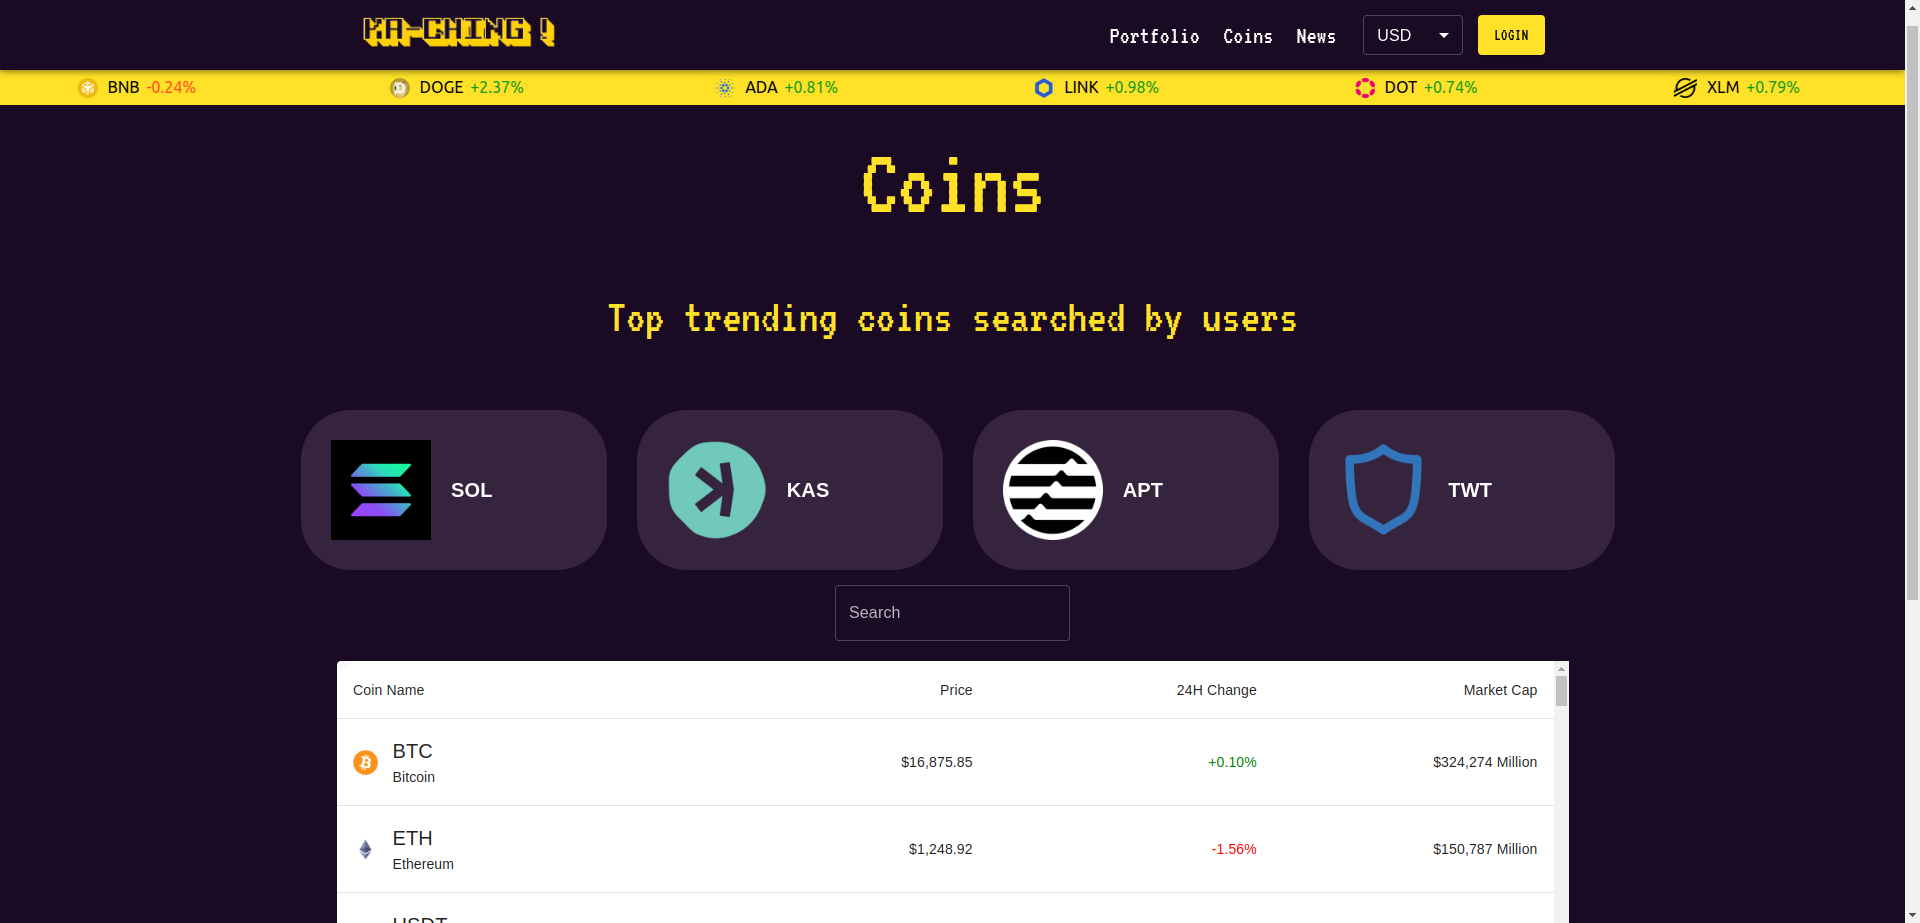 KA-CHING !
Portfolio Coins News USD LOGIN
BNB -0.24% DOGE +2.37% ADA +0.81% LINK +0.98% DOT +0.74% XLM +0.79%
Coins
Top trending coins searched by users
SOL KAS APT TWT
Search
Coin Name Price 24H Change Market Cap
BTC
Bitcoin $16,875.85 +0.10% $324,274 Million
ETH
Ethereum $1,248.92 -1.56% $150,787 Million
USDT